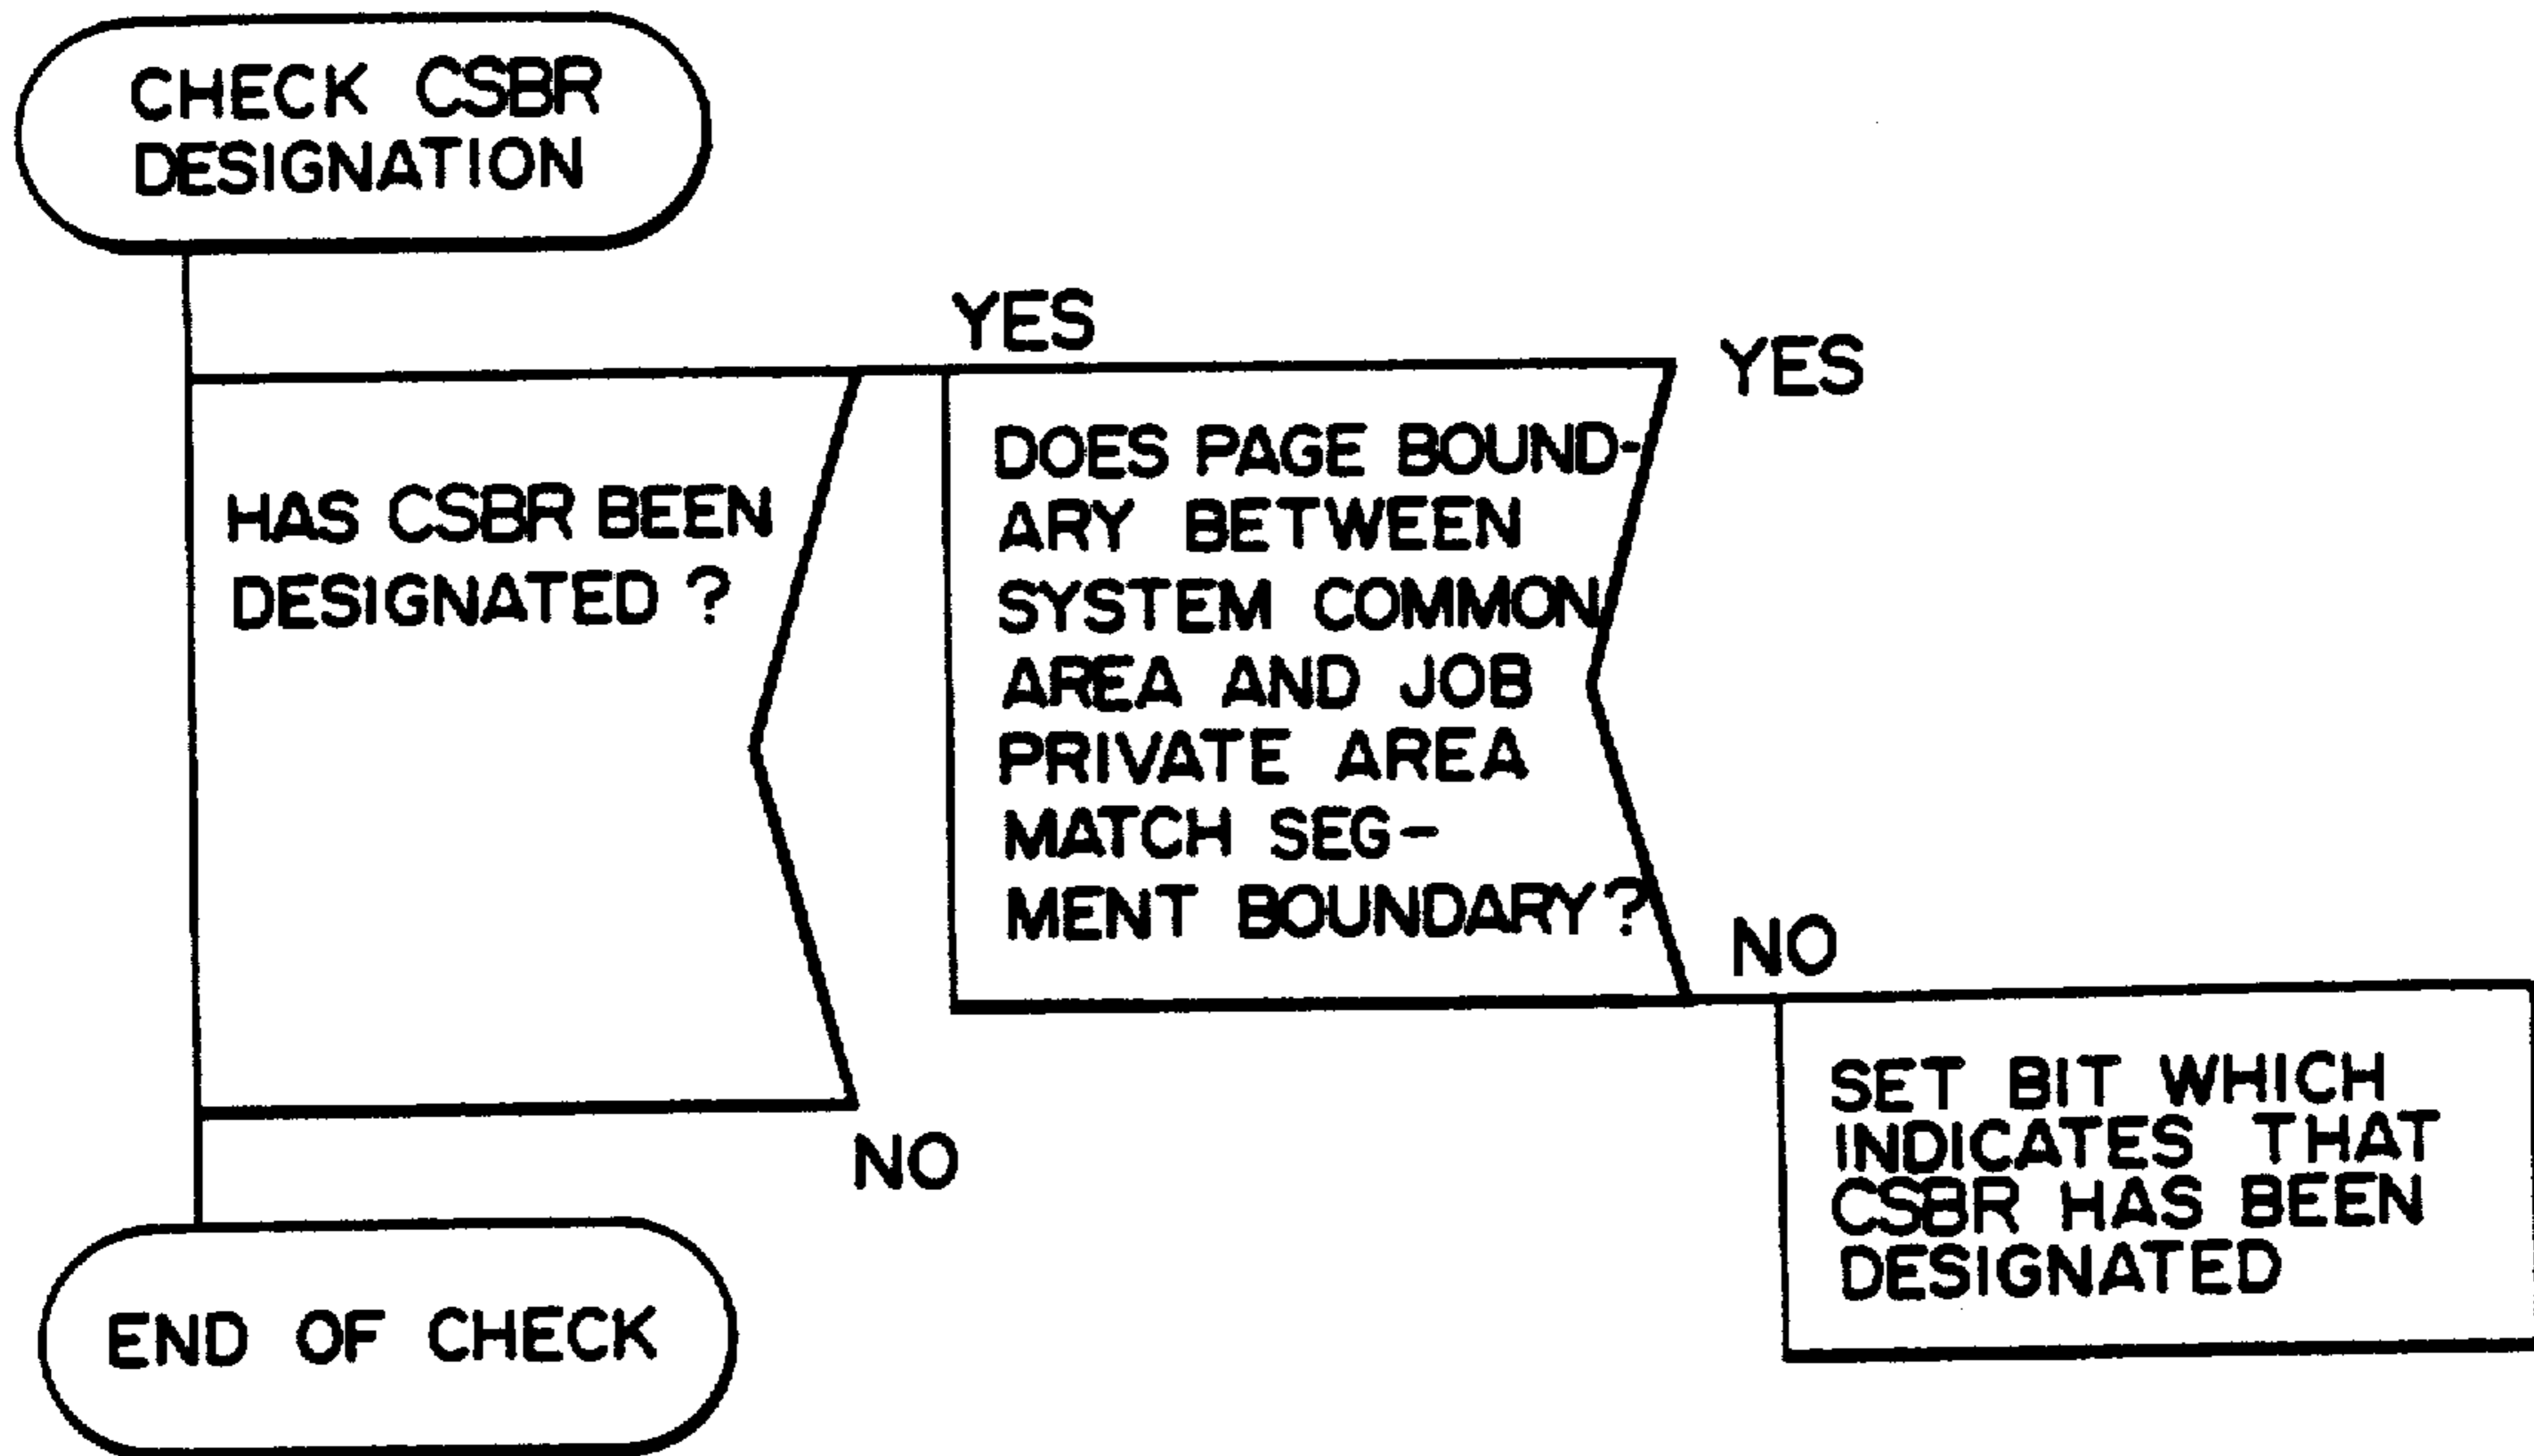 CHECK CSBR
DESIGNATION
YES
YES
HAS CSBR BEEN
DESIGNATED ?
DOES PAGE BOUND-
ARY BETWEEN
SYSTEM COMMON
AREA AND JOB
PRIVATE AREA
MATCH SEG-
MENT BOUNDARY?
NO
NO
SET BIT WHICH
INDICATES THAT
CSBR HAS BEEN
DESIGNATED
END OF CHECK